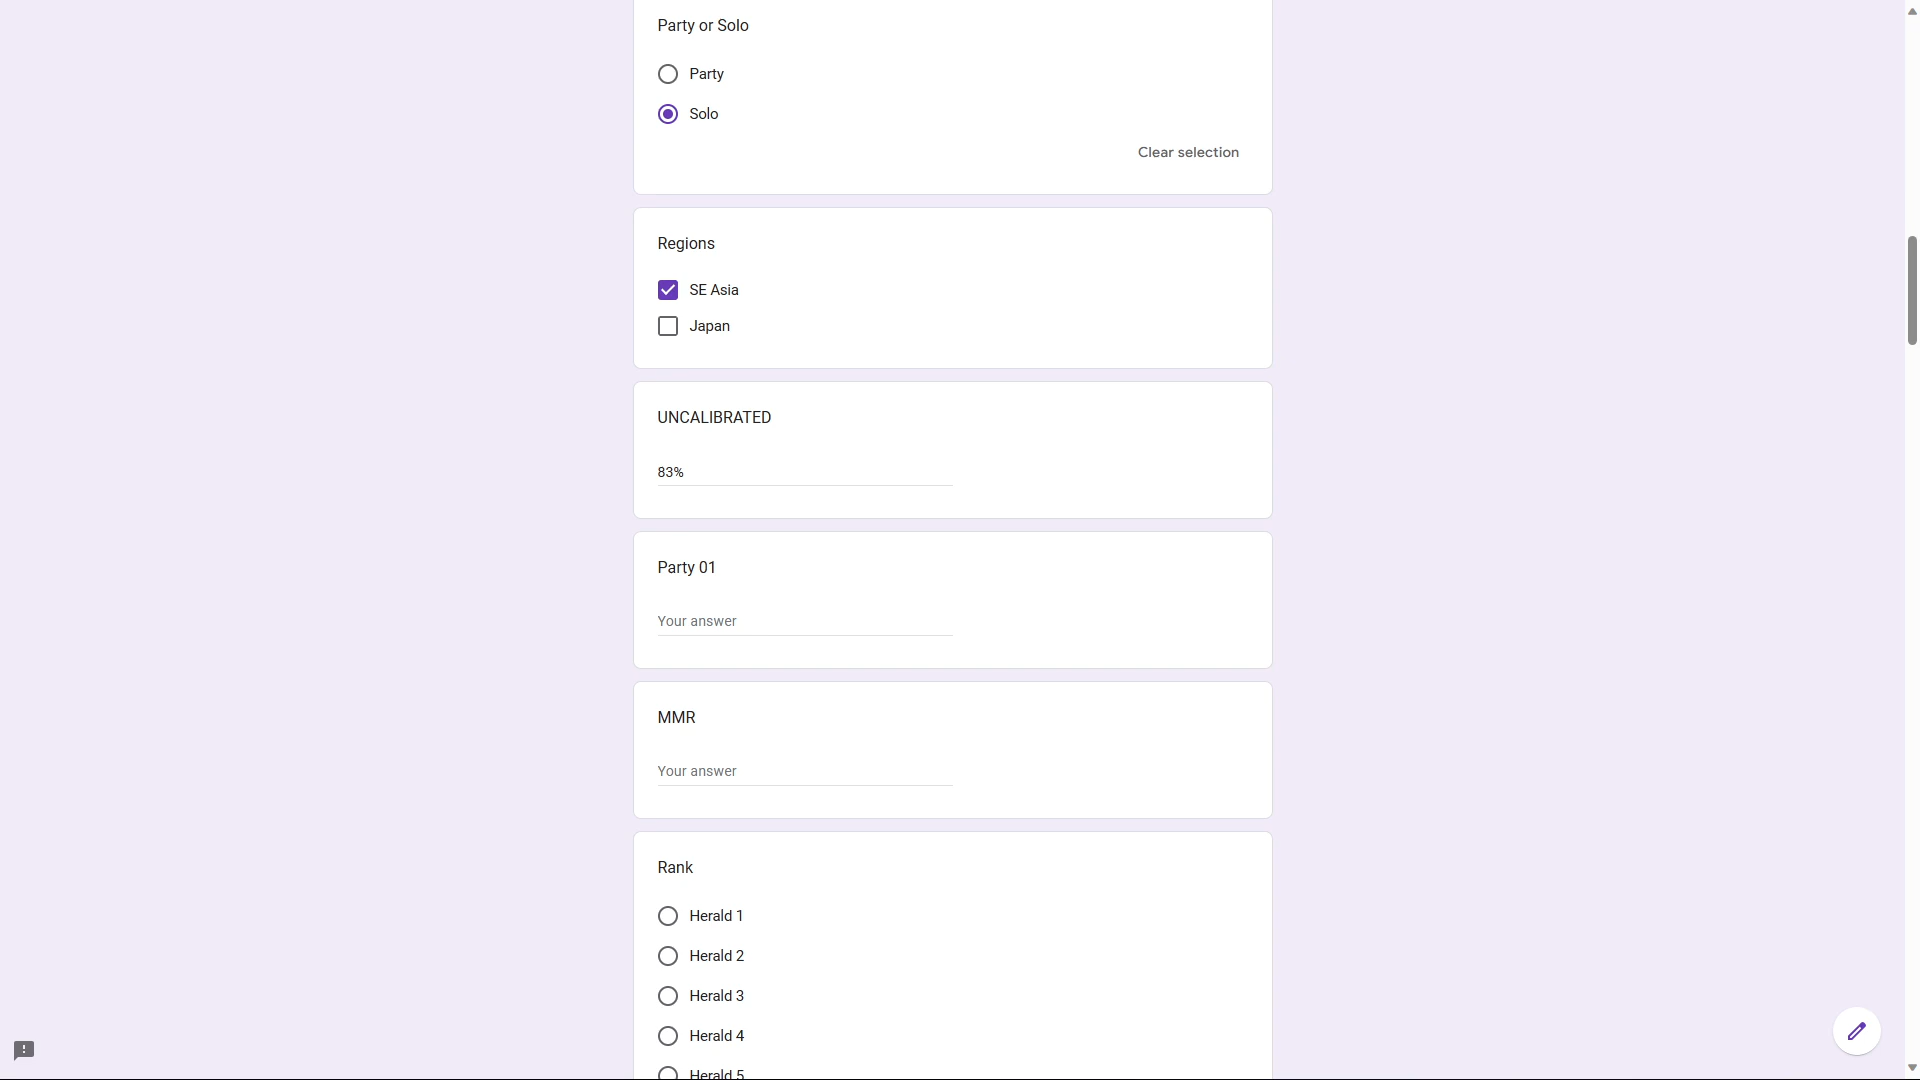 Party or Solo
Party
Solo
Clear selection
Regions
SE Asia
Japan
UNCALIBRATED
83%
Party 01
Your answer
MMR
Your answer
Rank
Herald 1
Herald 2
Herald 3
Herald 4
Herald 5